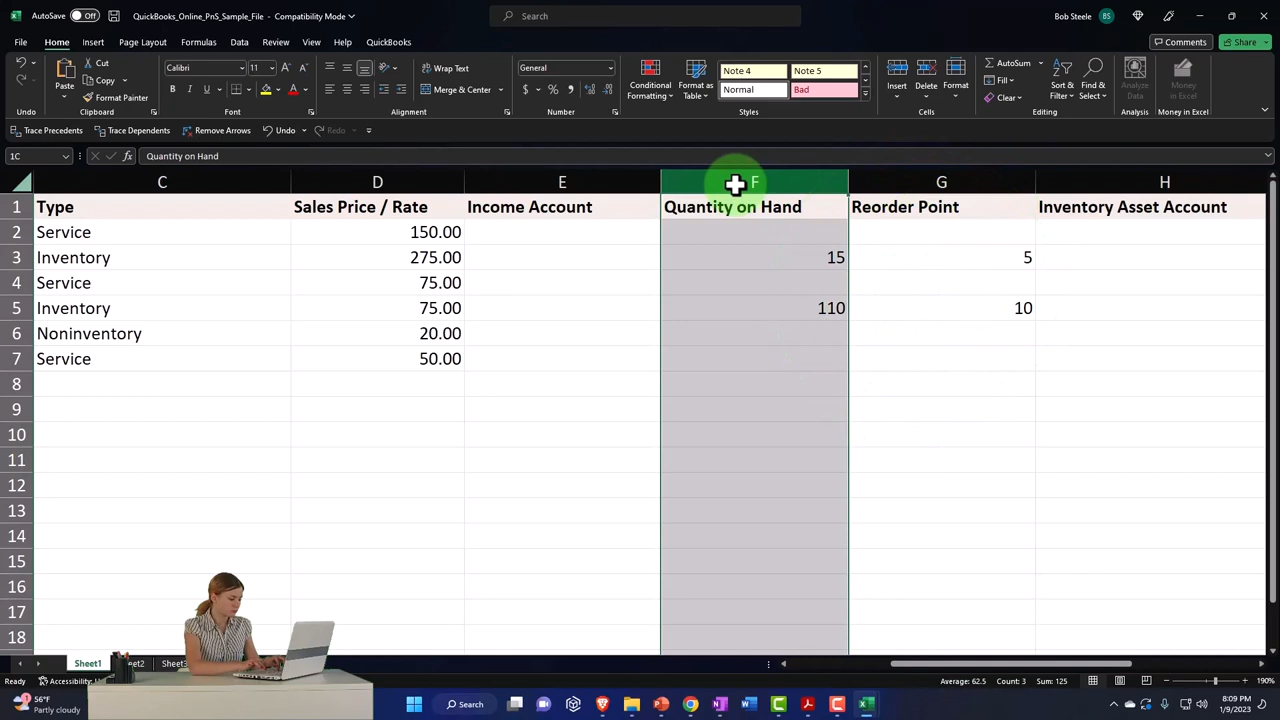 AutoSave Off QuickBooks_Online_PnS_Sample_File - Compatibility Mode Search Bob Steele BS
File Home Insert Page Layout Formulas Data Review View Help QuickBooks Comments Share
Undo
Paste
Cut
Copy
Format Painter
Clipboard
Calibri 11
B I U
Font
Wrap Text
Merge & Center
Alignment
General
$ %
Number
Conditional Formatting
Format as Table
Note 4 Note 5
Normal Bad
Styles
Insert Delete Format
Cells
AutoSum
Fill
Clear
Sort & Filter
Find & Select
Editing
Analyze Data
Analysis
Money in Excel
Money in Excel
Trace Precedents Trace Dependents Remove Arrows Undo Redo
1C fx Quantity on Hand
C D E F G H
1 Type Sales Price / Rate Income Account Quantity on Hand Reorder Point Inventory Asset Account
2 Service 150.00
3 Inventory 275.00 15 5
4 Service 75.00
5 Inventory 75.00 110 10
6 Noninventory 20.00
7 Service 50.00
8
9
10
11
12
13
14
15
16
17
18
Sheet1
Ready Average: 62.5 Count: 3 Sum: 125 190%
56°F
Partly cloudy
Search
8:09 PM
1/9/2023